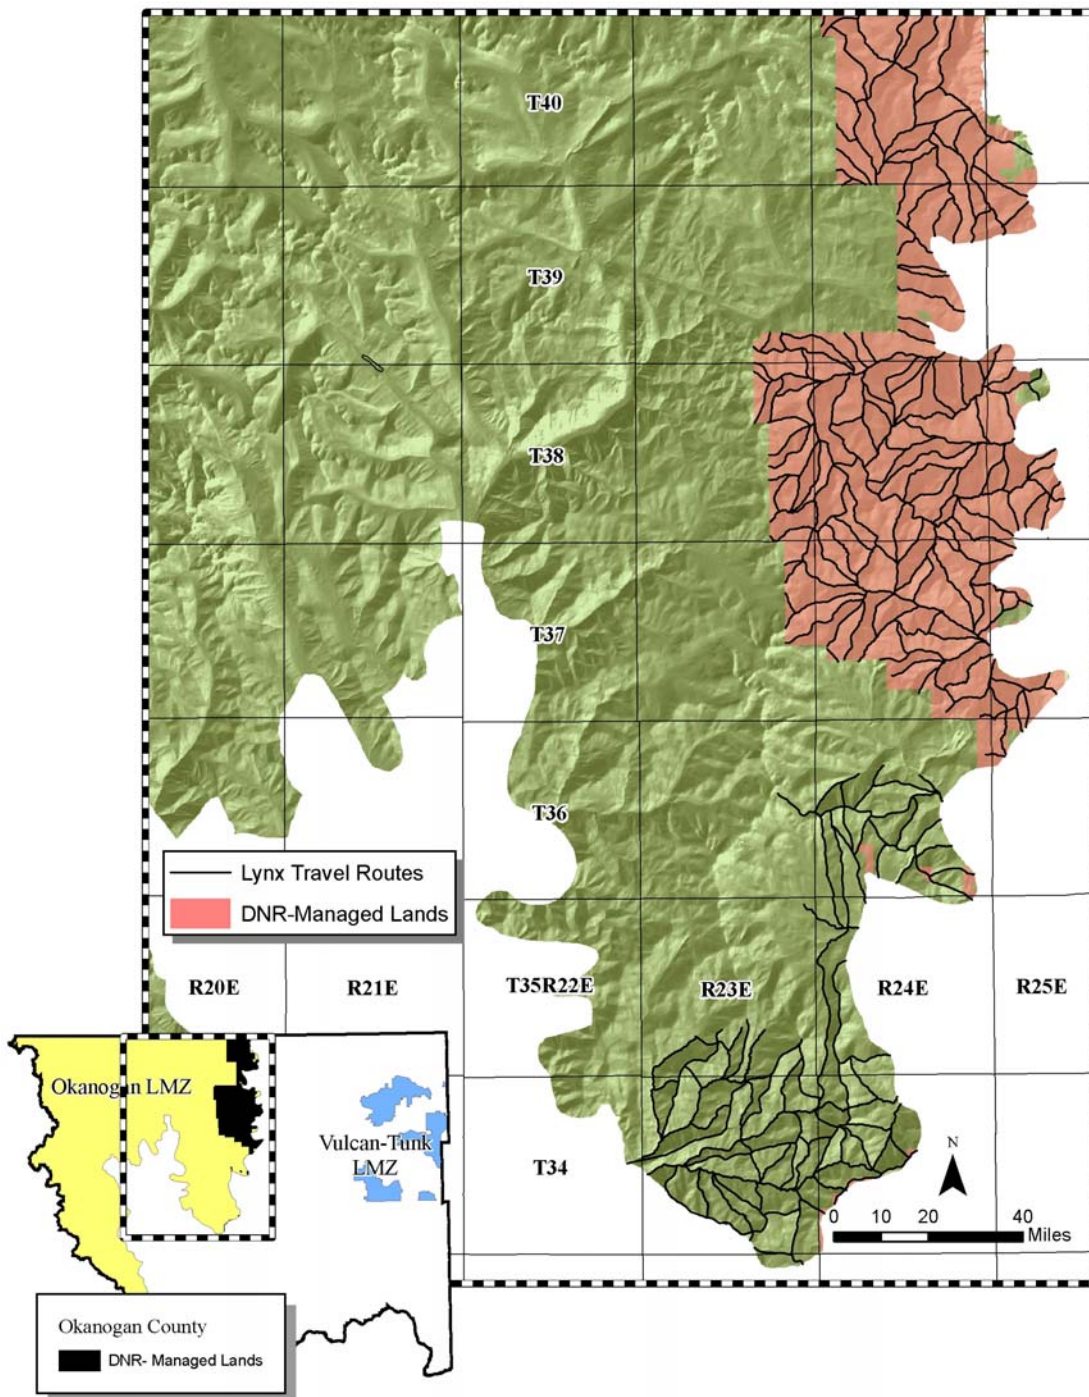 T40
T39
T38
T37
T36
Lynx Travel Routes
DNR-Managed Lands
R20E
R21E
T35R22E
R23E
R24E
R25E
Okanogan LMZ
Vulcan-Tunk
LMZ
T34
N
0 10 20 40
Miles
Okanogan County
DNR- Managed Lands